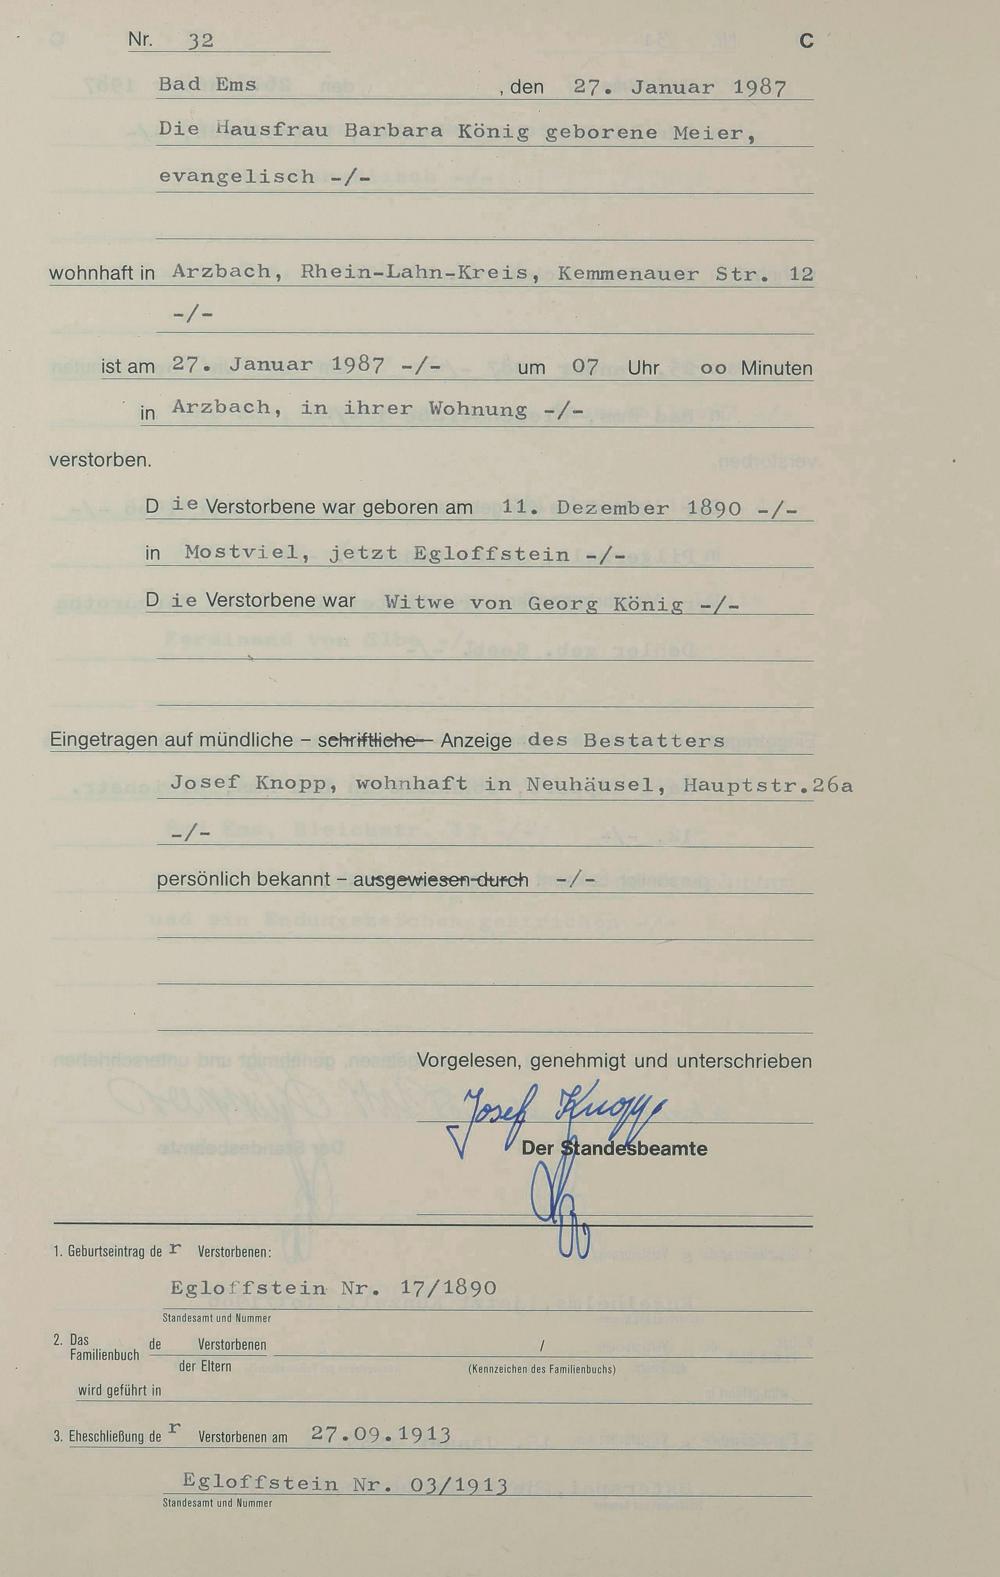 Nr. 32 C
Bad Ems , den 27. Januar 1987
Die Hausfrau Barbara König geborene Meier,
evangelisch -/-
wohnhaft in Arzbach, Rhein-Lahn-Kreis, Kemmenauer Str. 12
-/-
ist am 27. Januar 1987 -/- um 07 Uhr oo Minuten
in Arzbach, in ihrer Wohnung -/-
verstorben.
D ie Verstorbene war geboren am 11. Dezember 1890 -/-
in Mostviel, jetzt Egloffstein -/-
D ie Verstorbene war Witwe von Georg König -/-
Eingetragen auf mündliche – schriftliche – Anzeige des Bestatters
Josef Knopp, wohnhaft in Neuhäusel, Hauptstr.26a
-/-
persönlich bekannt – ausgewiesen durch -/-
Vorgelesen, genehmigt und unterschrieben
Josef Knopp
Der Standesbeamte
1. Geburtseintrag de r Verstorbenen:
Egloffstein Nr. 17/1890
Standesamt und Nummer
2. Das Familienbuch de Verstorbenen /
der Eltern (Kennzeichen des Familienbuchs)
wird geführt in
3. Eheschließung de r Verstorbenen am 27.09.1913
Egloffstein Nr. 03/1913
Standesamt und Nummer